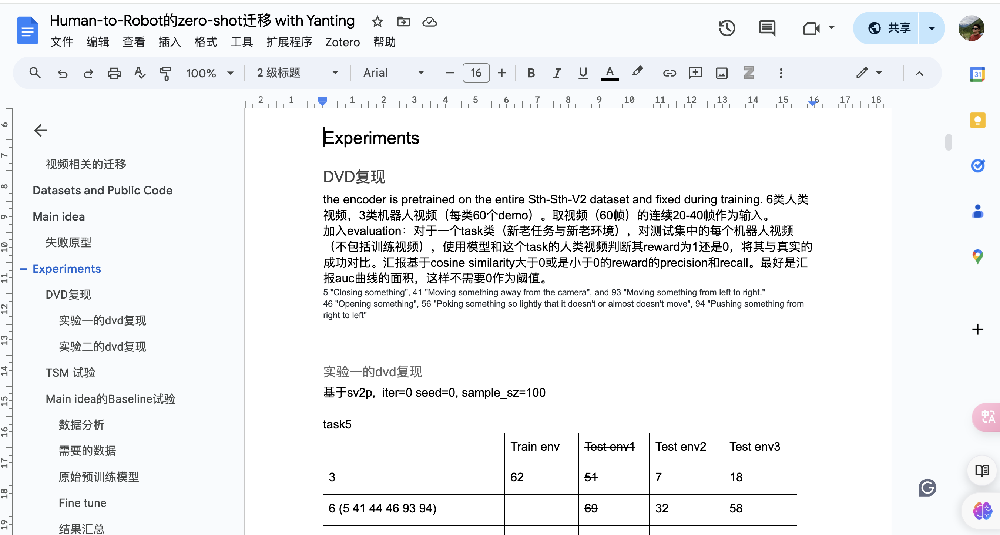 Human-to-Robot的zero-shot迁移 with Yanting
文件 编辑 查看 插入 格式 工具 扩展程序 Zotero 帮助
共享
100% 2 级标题 Arial 16 B I U A
31
2 1 1 2 3 4 5 6 7 8 9 10 11 12 13 14 15 16 17 18
6
7
8
9
10
11
12
13
14
15
16
17
18
19
视频相关的迁移
Datasets and Public Code
Main idea
失败原型
Experiments
DVD复现
实验一的dvd复现
实验二的dvd复现
TSM 试验
Main idea的Baseline试验
数据分析
需要的数据
原始预训练模型
Fine tune
结果汇总
Experiments
DVD复现
the encoder is pretrained on the entire Sth-Sth-V2 dataset and fixed during training. 6类人类
视频，3类机器人视频（每类60个demo）。取视频（60帧）的连续20-40帧作为输入。
加入evaluation：对于一个task类（新老任务与新老环境），对测试集中的每个机器人视频
（不包括训练视频），使用模型和这个task的人类视频判断其reward为1还是0，将其与真实的
成功对比。汇报基于cosine similarity大于0或是小于0的reward的precision和recall。最好是汇
报auc曲线的面积，这样不需要0作为阈值。
5 "Closing something", 41 "Moving something away from the camera", and 93 "Moving something from left to right."
46 "Opening something", 56 "Poking something so lightly that it doesn't or almost doesn't move", 94 "Pushing something from
right to left"
实验一的dvd复现
基于sv2p，iter=0 seed=0, sample_sz=100
task5
Train env Test env1 Test env2 Test env3
3 62 51 7 18
6 (5 41 44 46 93 94) 69 32 58
中A